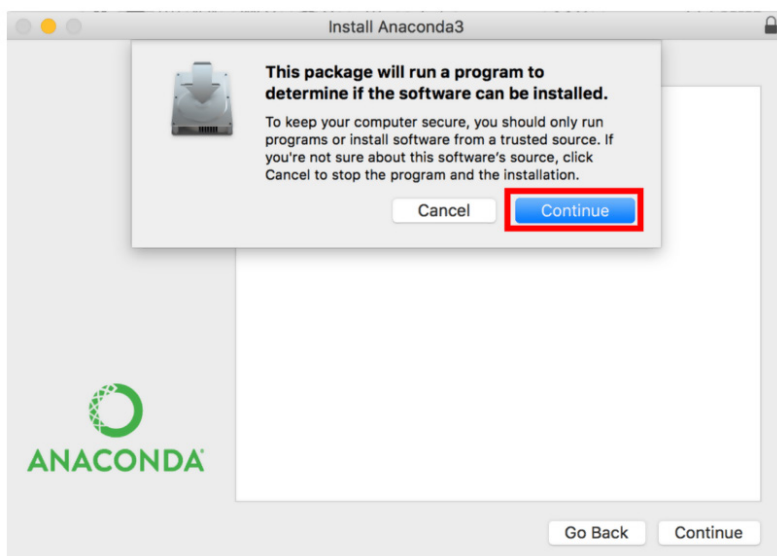 Install Anaconda3
This package will run a program to
determine if the software can be installed.
To keep your computer secure, you should only run
programs or install software from a trusted source. If
you're not sure about this software's source, click
Cancel to stop the program and the installation.
Cancel
Continue
ANACONDA
Go Back
Continue